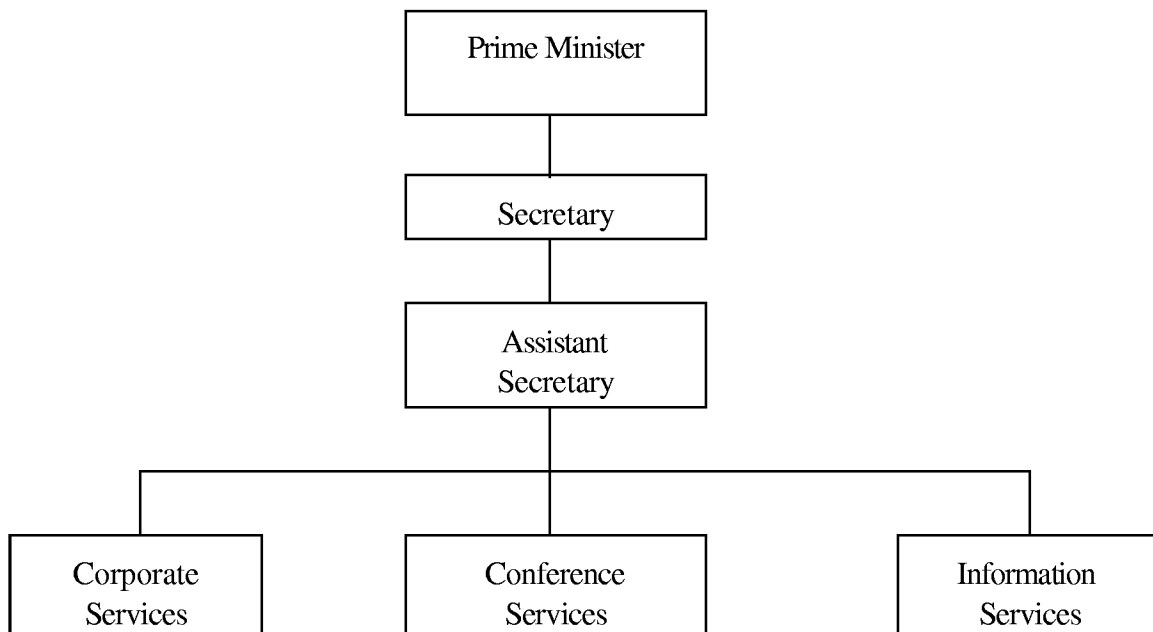 Prime Minister
Secretary
Assistant
Secretary
Corporate
Services
Conference
Services
Information
Services